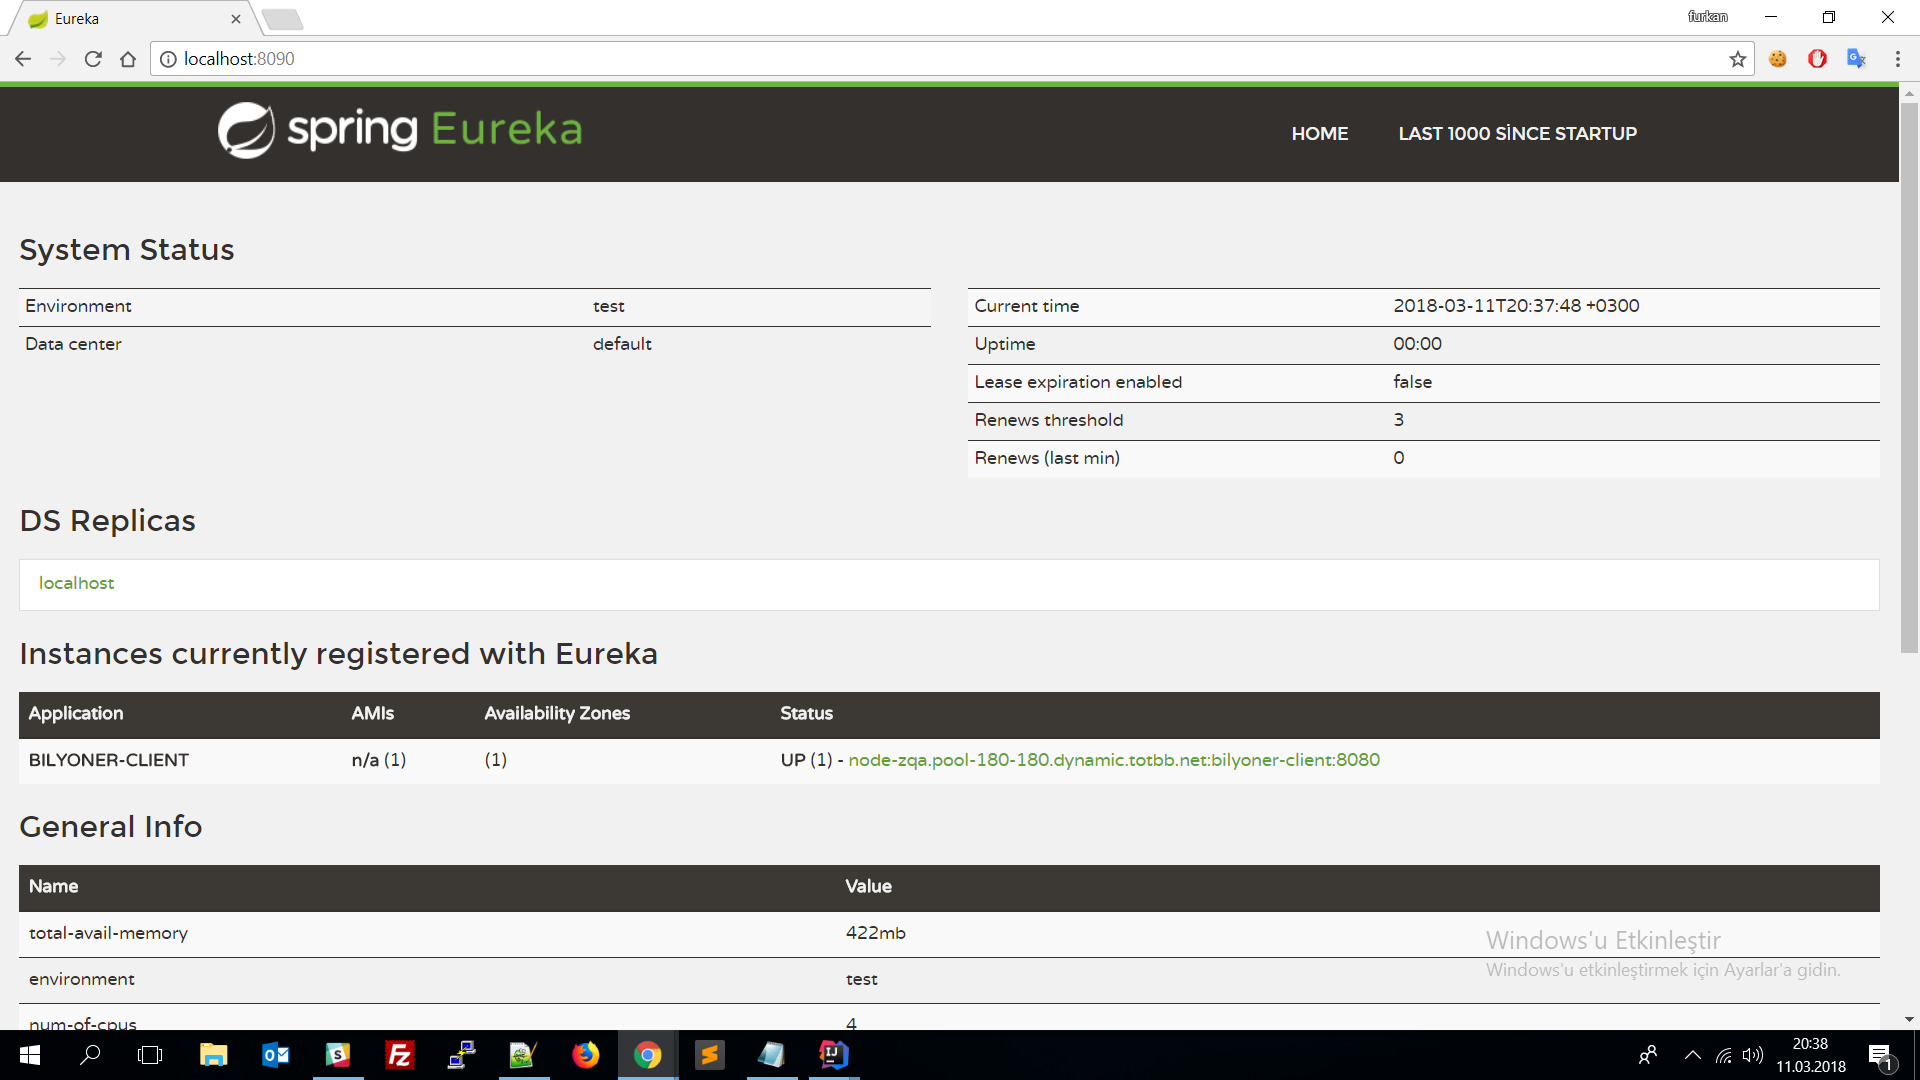 Eureka
furkan
localhost:8090
spring Eureka
HOME
LAST 1000 SİNCE STARTUP
System Status
Environment test
Data center default
Current time 2018-03-11T20:37:48 +0300
Uptime 00:00
Lease expiration enabled false
Renews threshold 3
Renews (last min) 0
DS Replicas
localhost
Instances currently registered with Eureka
Application AMIs Availability Zones Status
BILYONER-CLIENT n/a (1) (1) UP (1) - node-zqa.pool-180-180.dynamic.totbb.net:bilyoner-client:8080
General Info
Name Value
total-avail-memory 422mb
environment test
num-of-cpus 4
Windows'u Etkinleştir
Windows'u etkinleştirmek için Ayarlar'a gidin.
20:38
11.03.2018
1